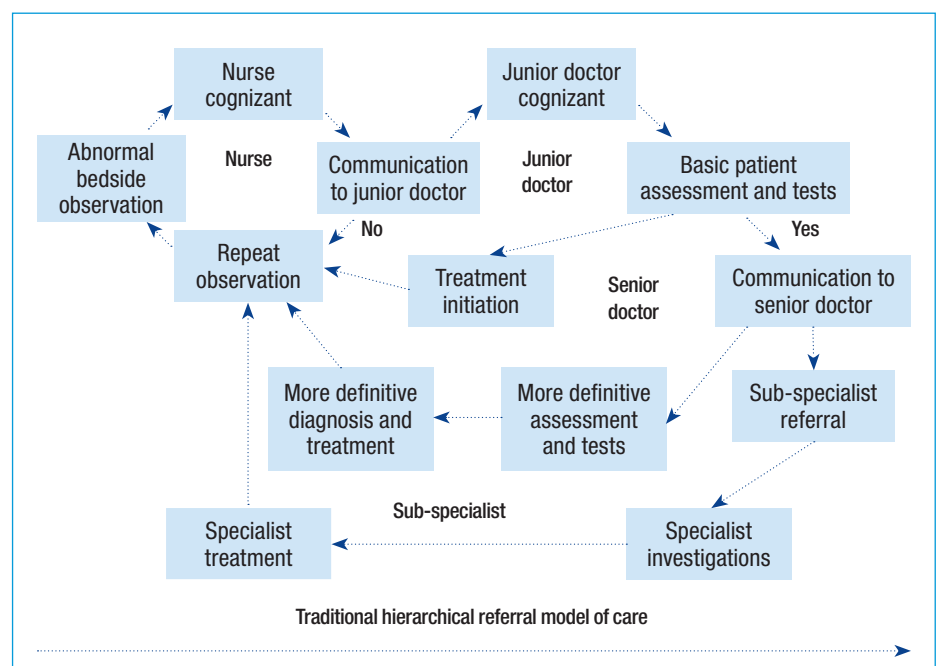 Nurse
cognizant
Junior doctor
cognizant
Abnormal
bedside
observation
Nurse
Communication
to junior doctor
Junior
doctor
Basic patient
assessment and tests
No
Yes
Repeat
observation
Treatment
initiation
Senior
doctor
Communication to
senior doctor
More definitive
diagnosis and
treatment
More definitive
assessment
and tests
Sub-specialist
referral
Sub-specialist
Specialist
treatment
Specialist
investigations
Traditional hierarchical referral model of care